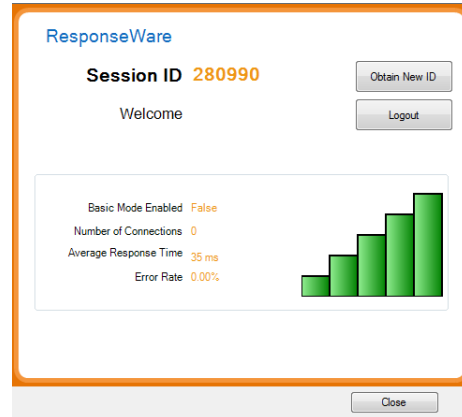 ResponseWare
Session ID 280990
Obtain New ID
Welcome
Logout
Basic Mode Enabled False
Number of Connections 0
Average Response Time 35 ms
Error Rate 0.00%
Close